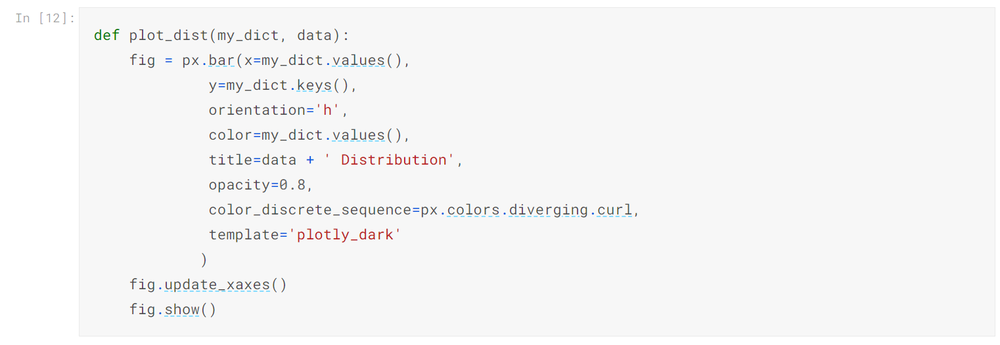 In [12]:
def plot_dist(my_dict, data):
    fig = px.bar(x=my_dict.values(),
             y=my_dict.keys(),
             orientation='h',
             color=my_dict.values(),
             title=data + ' Distribution',
             opacity=0.8,
             color_discrete_sequence=px.colors.diverging.curl,
             template='plotly_dark'
            )
    fig.update_xaxes()
    fig.show()